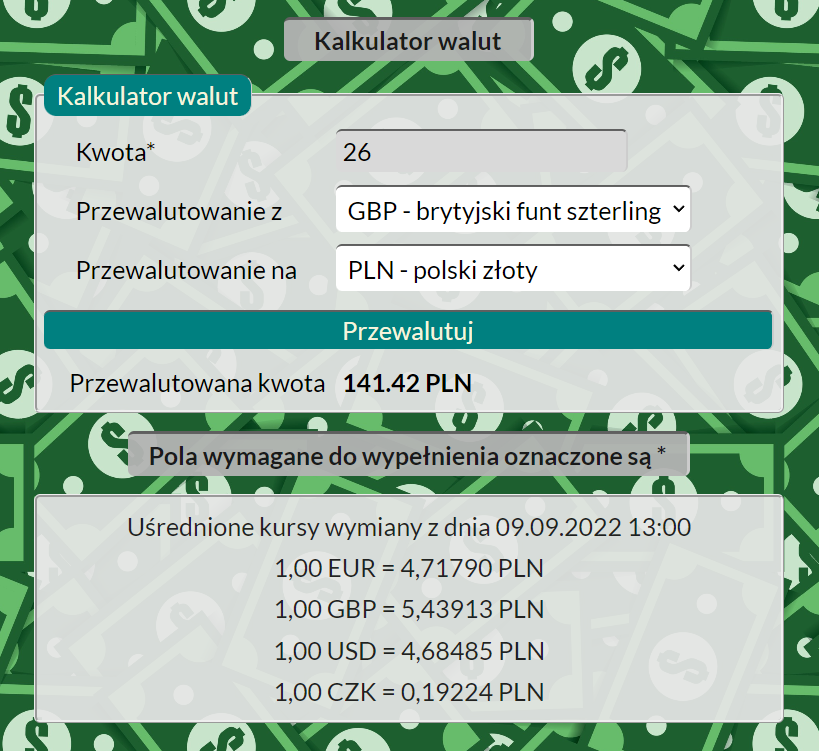 Kalkulator walut
Kalkulator walut
Kwota* 26
Przewalutowanie z GBP - brytyjski funt szterling
Przewalutowanie na PLN - polski złoty
Przewalutuj
Przewalutowana kwota 141.42 PLN
Pola wymagane do wypełnienia oznaczone są *
Uśrednione kursy wymiany z dnia 09.09.2022 13:00
1,00 EUR = 4,71790 PLN
1,00 GBP = 5,43913 PLN
1,00 USD = 4,68485 PLN
1,00 CZK = 0,19224 PLN